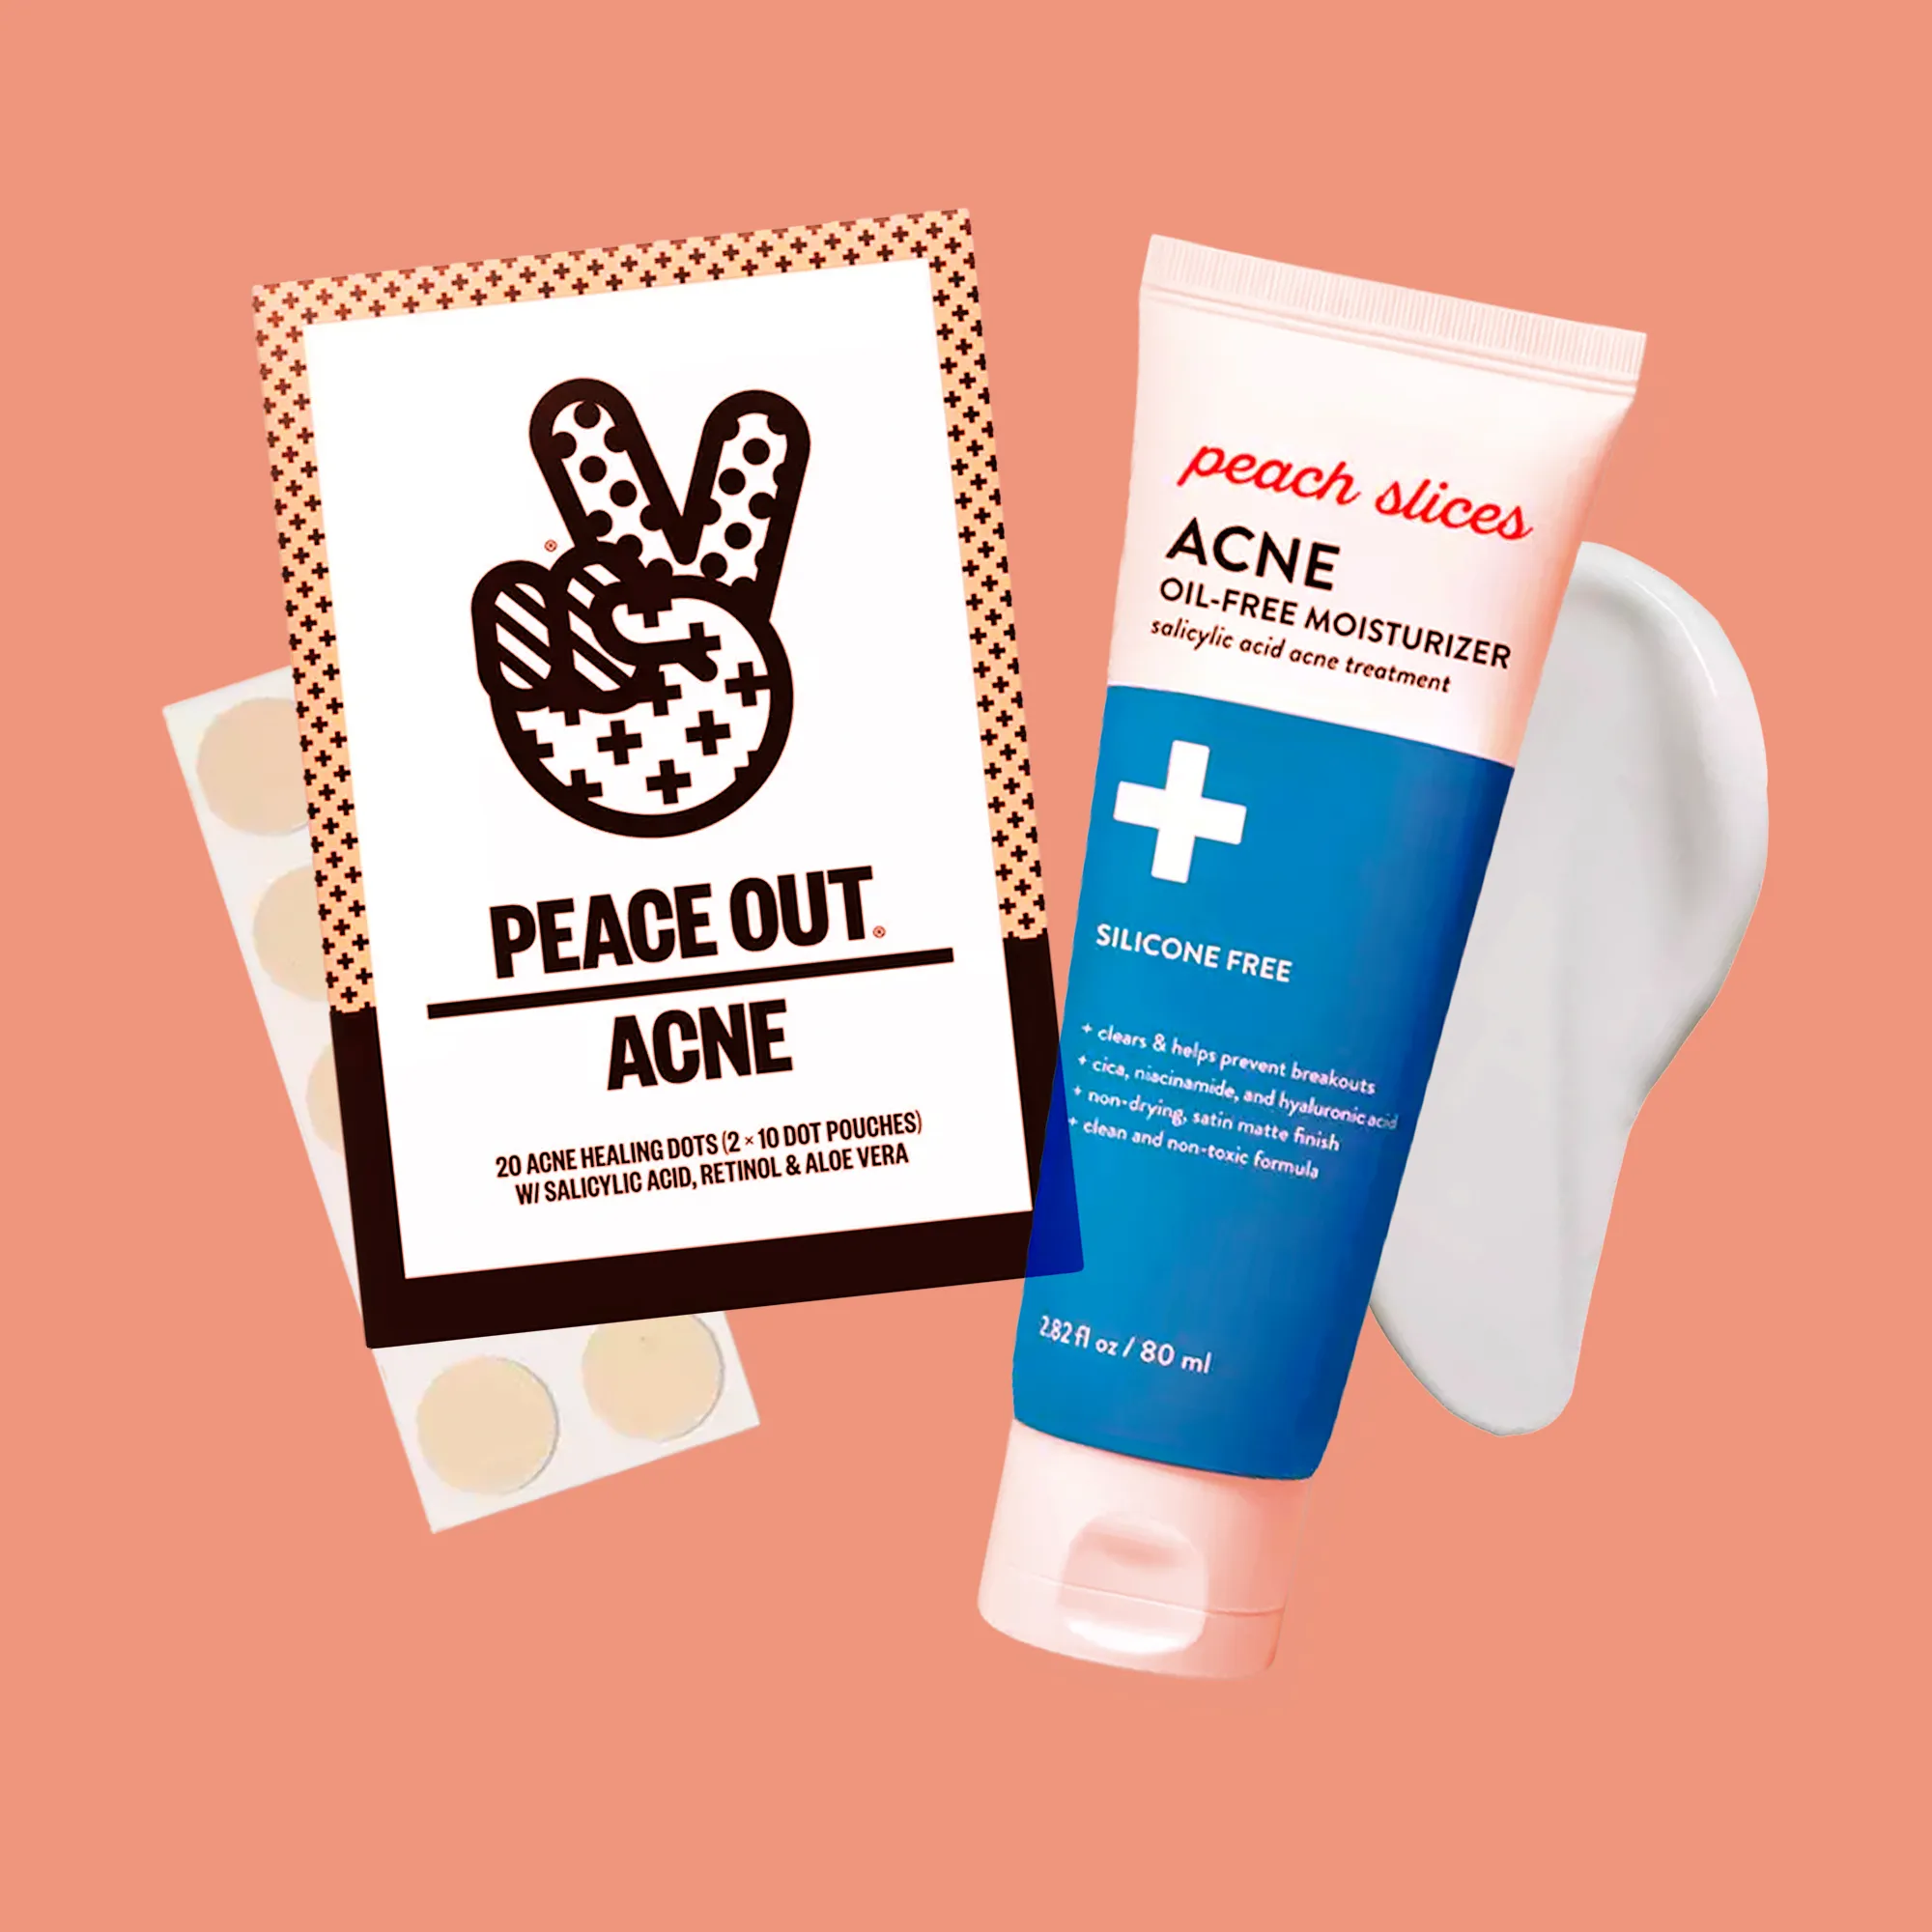 PEACE OUT®
ACNE
20 ACNE HEALING DOTS (2 × 10 DOT POUCHES)
W/ SALICYLIC ACID, RETINOL & ALOE VERA
peach slices
ACNE
OIL-FREE MOISTURIZER
salicylic acid acne treatment
SILICONE FREE
+ clears & helps prevent breakouts
+ cica, niacinamide, and hyaluronic acid
+ non-drying, satin matte finish
+ clean and non-toxic formula
2.82 fl oz / 80 ml